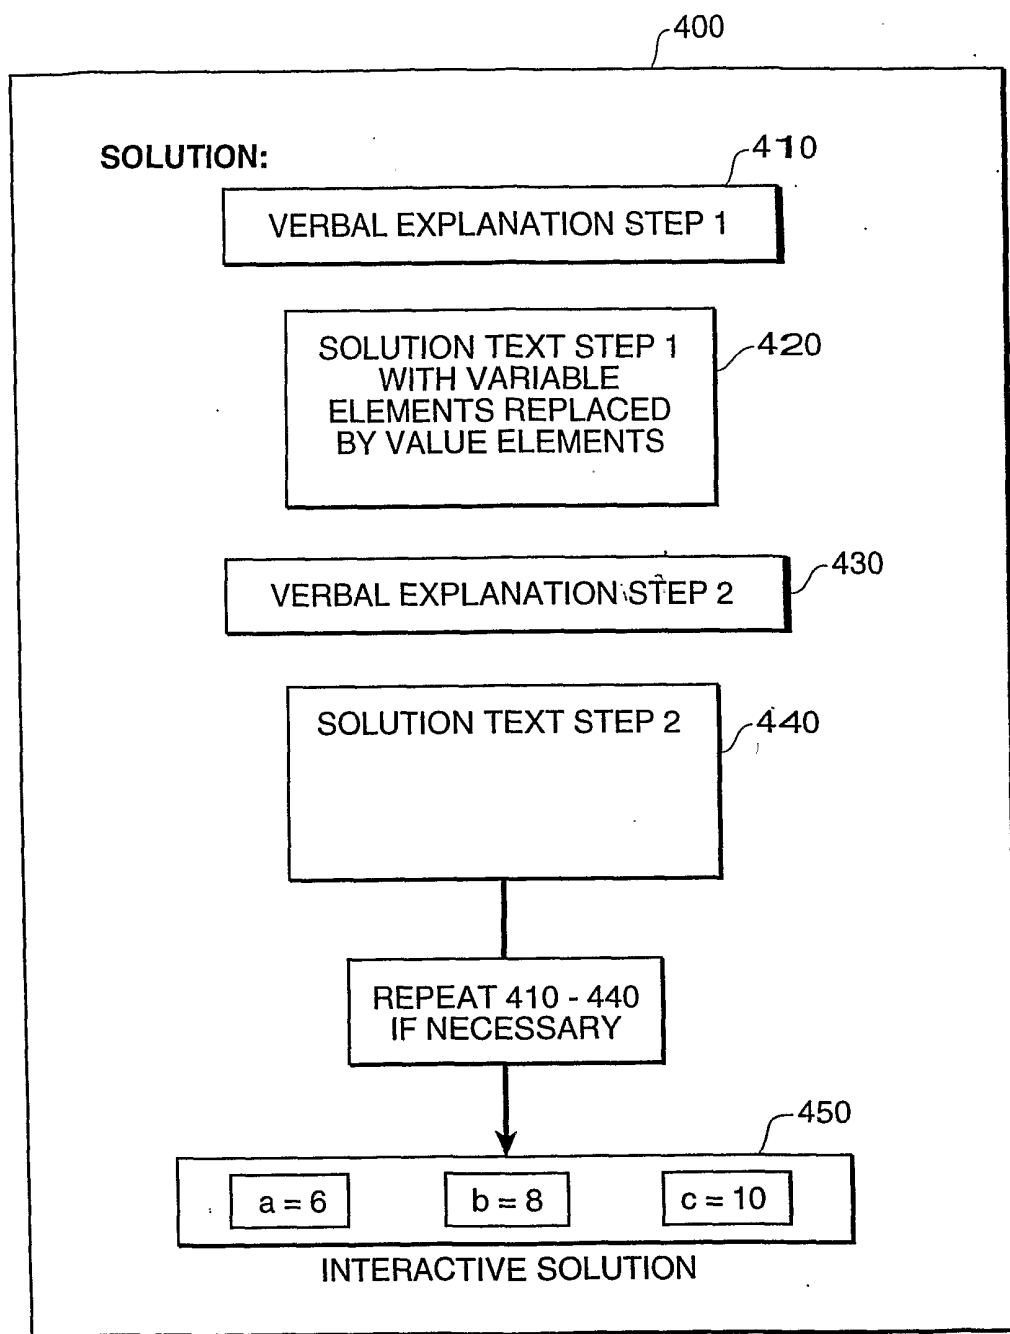 400
SOLUTION:
410
VERBAL EXPLANATION STEP 1
SOLUTION TEXT STEP 1
WITH VARIABLE
ELEMENTS REPLACED
BY VALUE ELEMENTS
420
VERBAL EXPLANATION STEP 2
430
SOLUTION TEXT STEP 2
440
REPEAT 410 - 440
IF NECESSARY
450
a = 6 b = 8 c = 10
INTERACTIVE SOLUTION